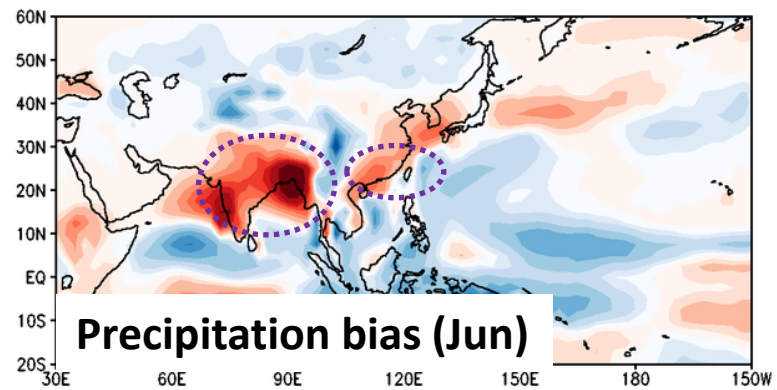 60N
50N
40N
30N
20N
10N
EQ
10S
20S
Precipitation bias (Jun)
30E 60E 90E 120E 150E 180 150W